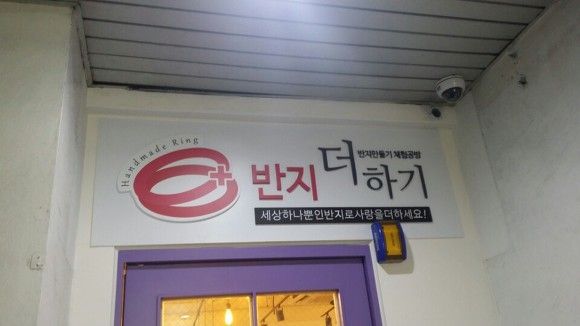 Handmade Ring
반지더하기
반지만들기 체험공방
세상하나뿐인반지로사랑을더하세요!